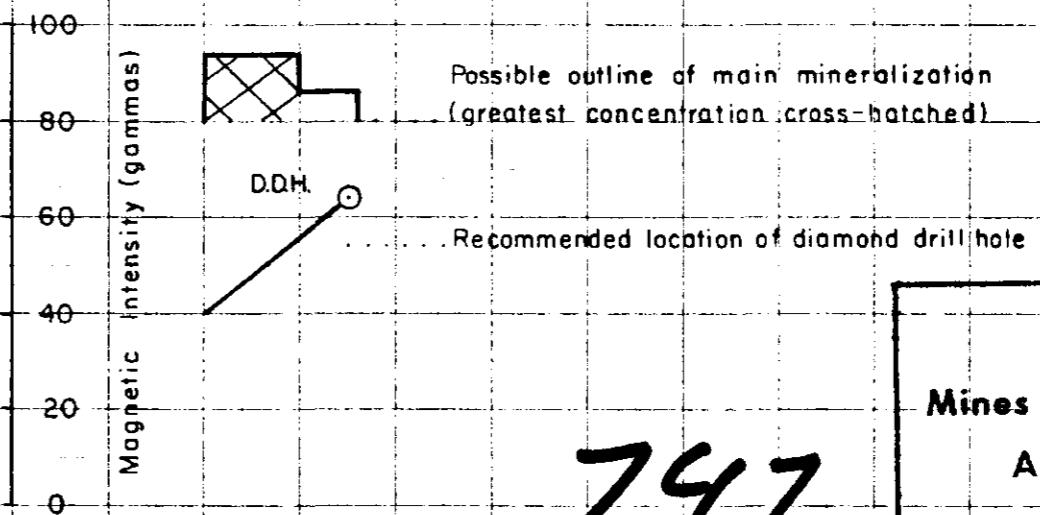 100
80
60
40
20
0
Magnetic Intensity (gammas)
Possible outline of main mineralization
(greatest concentration cross-hatched)
D.D.H.
Recommended location of diamond drill hole
Mines
A
747